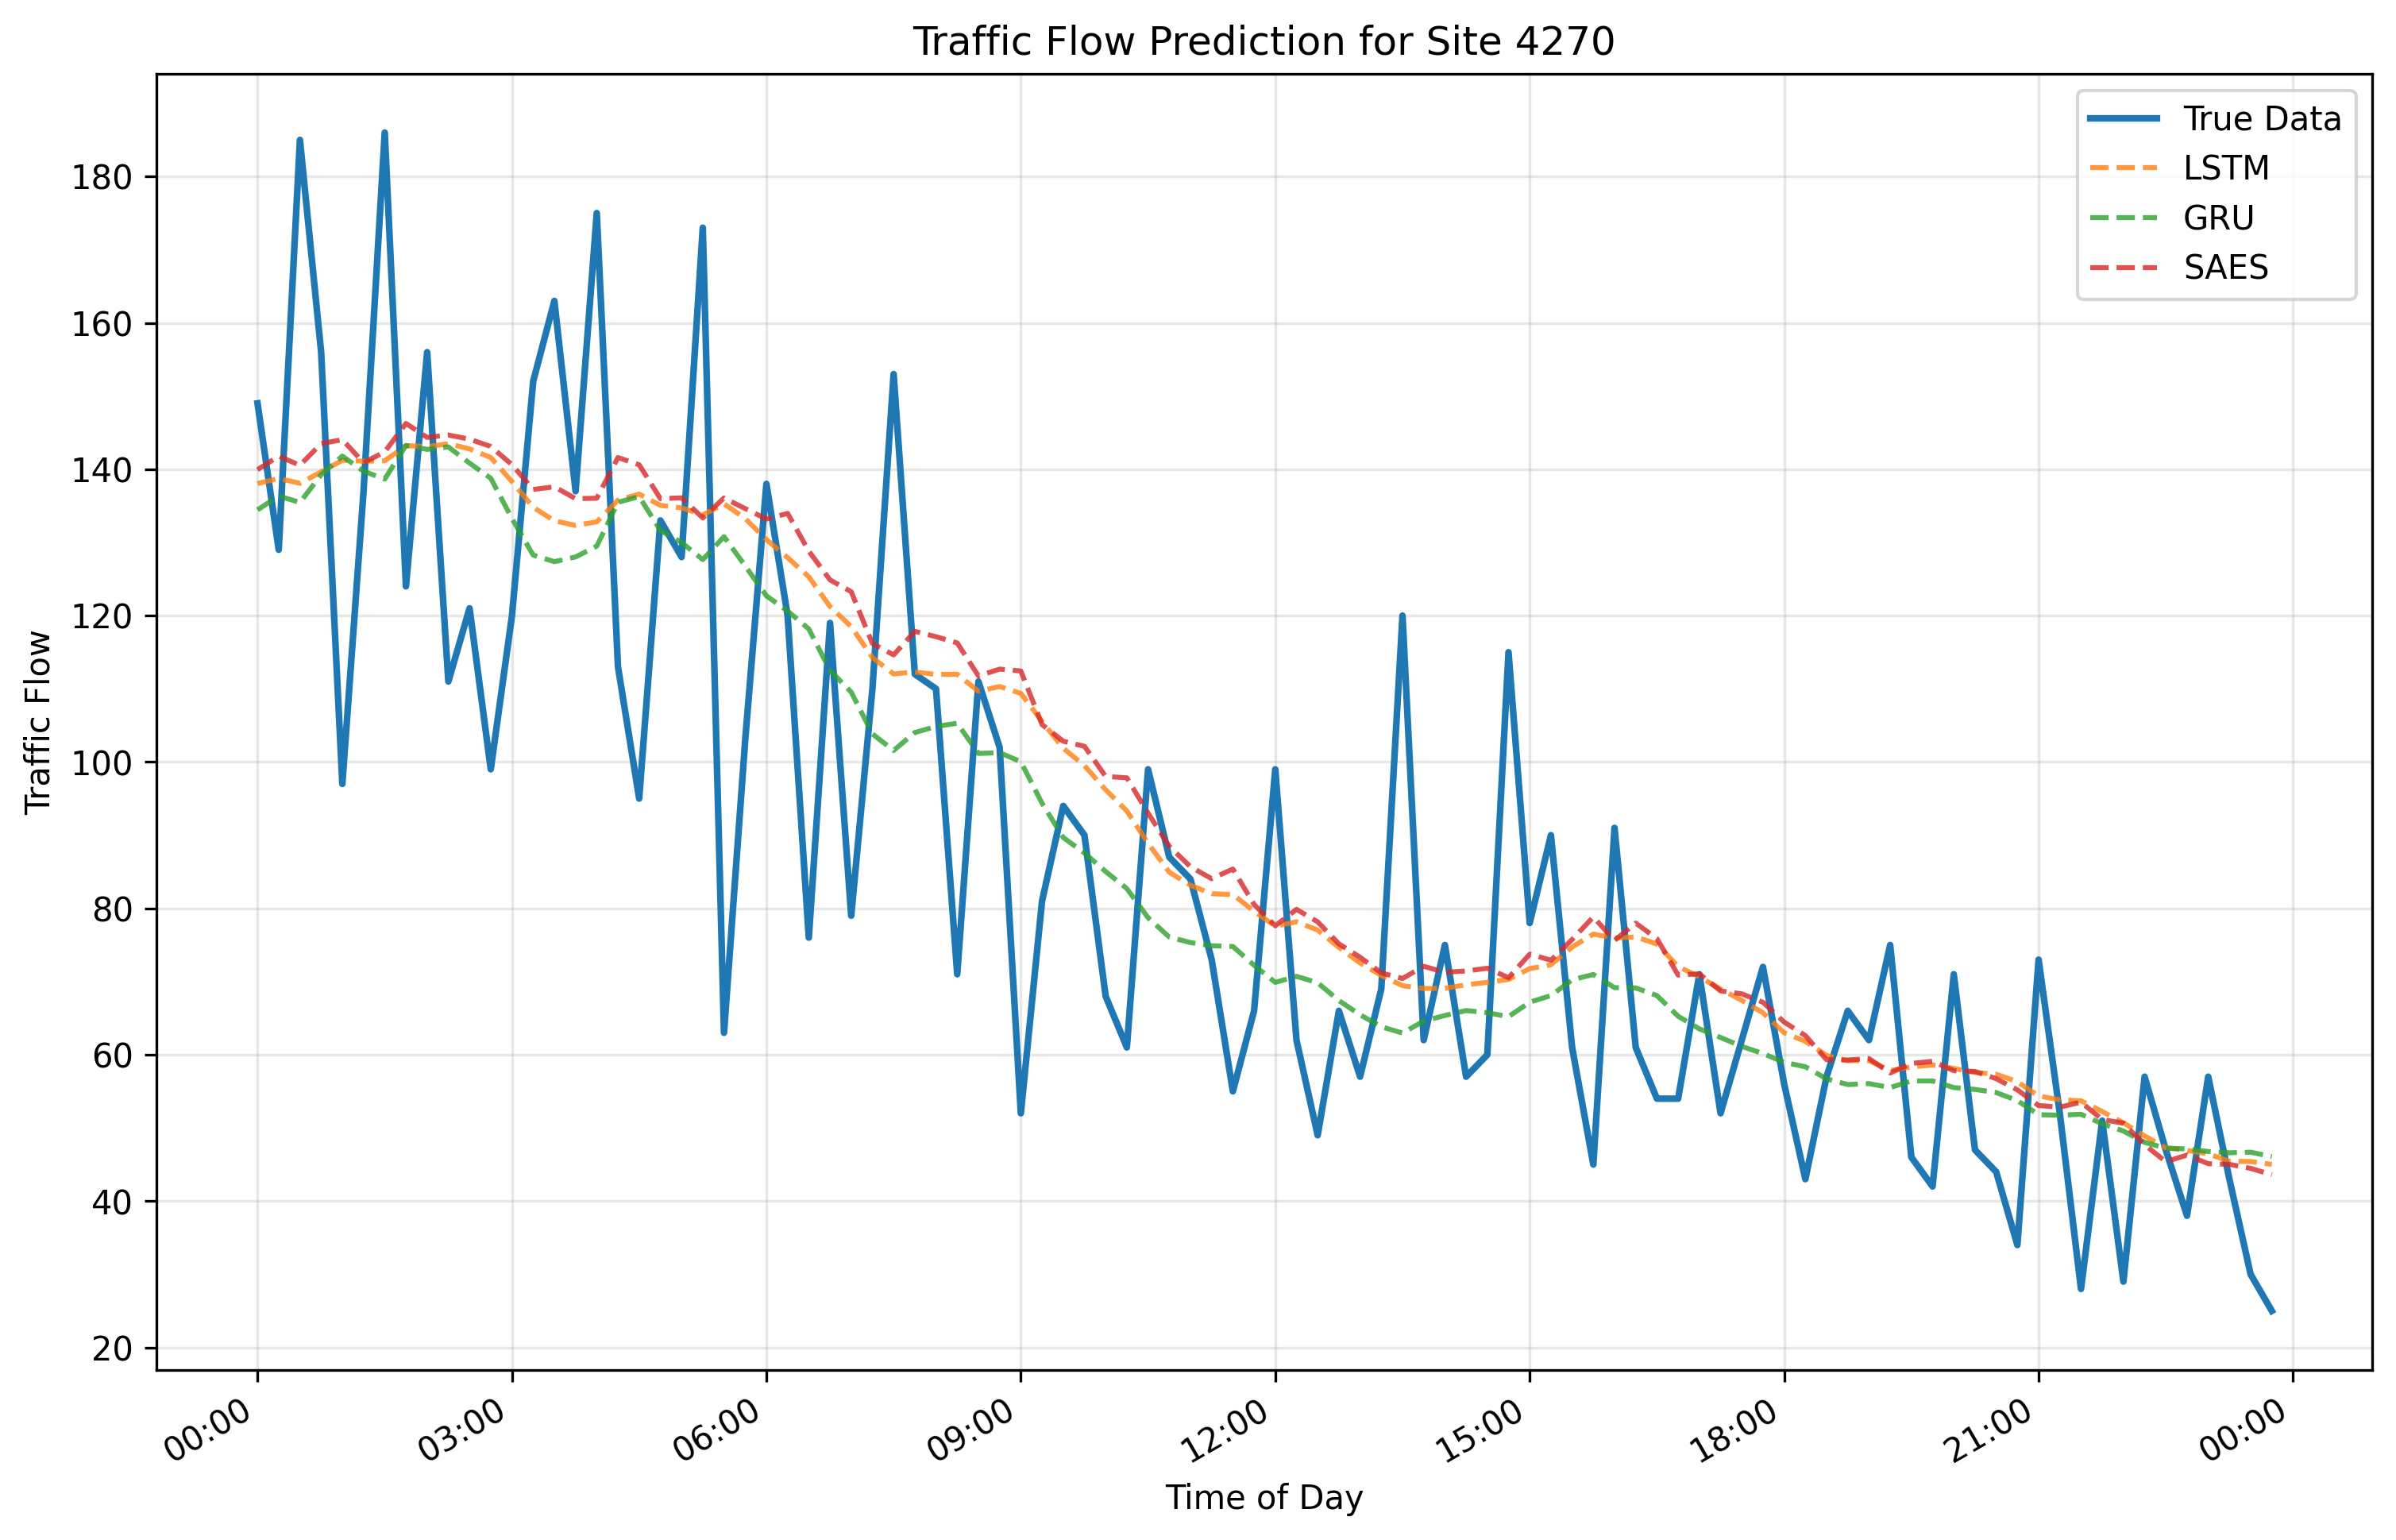 Traffic Flow Prediction for Site 4270
True Data
LSTM
GRU
SAES
Traffic Flow
180
160
140
120
100
80
60
40
20
00:00
03:00
06:00
09:00
12:00
15:00
18:00
21:00
00:00
Time of Day